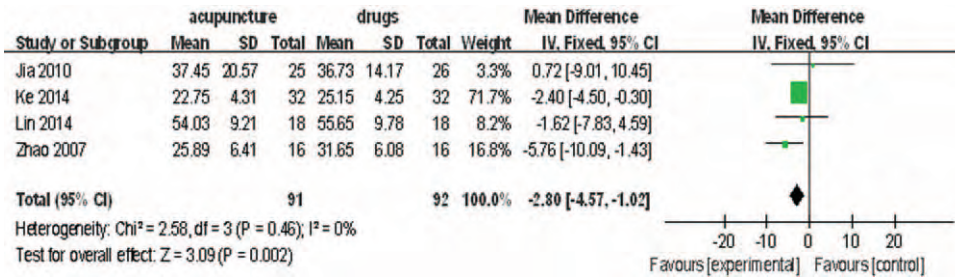 acupuncture drugs Mean Difference Mean Difference
Study or Subgroup Mean SD Total Mean SD Total Weight IV, Fixed, 95% CI IV, Fixed, 95% CI
Jia 2010 37.45 20.57 25 36.73 14.17 26 3.3% 0.72 [-9.01, 10.45]
Ke 2014 22.75 4.31 32 25.15 4.25 32 71.7% -2.40 [-4.50, -0.30]
Lin 2014 54.03 9.21 18 55.65 9.78 18 8.2% -1.62 [-7.83, 4.59]
Zhao 2007 25.89 6.41 16 31.65 6.08 16 16.8% -5.76 [-10.09, -1.43]
Total (95% CI) 91 92 100.0% -2.80 [-4.57, -1.02]
Heterogeneity: Chi² = 2.58, df = 3 (P = 0.46); I² = 0%
Test for overall effect: Z = 3.09 (P = 0.002)
-20 -10 0 10 20
Favours [experimental] Favours [control]